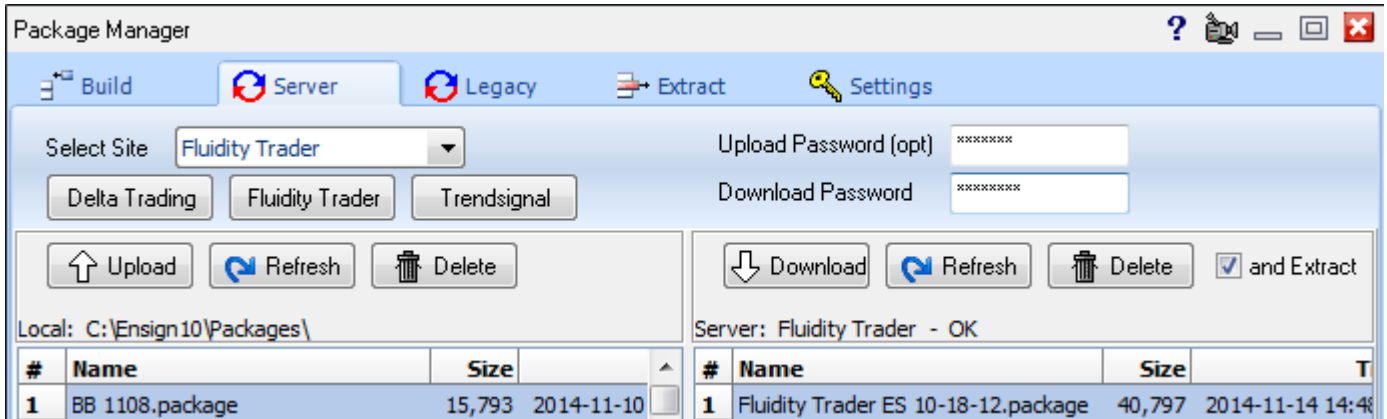 Package Manager
?
Build Server Legacy Extract Settings
Select Site Fluidity Trader Upload Password (opt) *******
Delta Trading Fluidity Trader Trendsignal Download Password ********
Upload Refresh Delete Download Refresh Delete and Extract
Local: C:\Ensign10\Packages\ Server: Fluidity Trader - OK
# Name Size # Name Size
1 BB 1108.package 15,793 2014-11-10 1 Fluidity Trader ES 10-18-12.package 40,797 2014-11-14 14:48